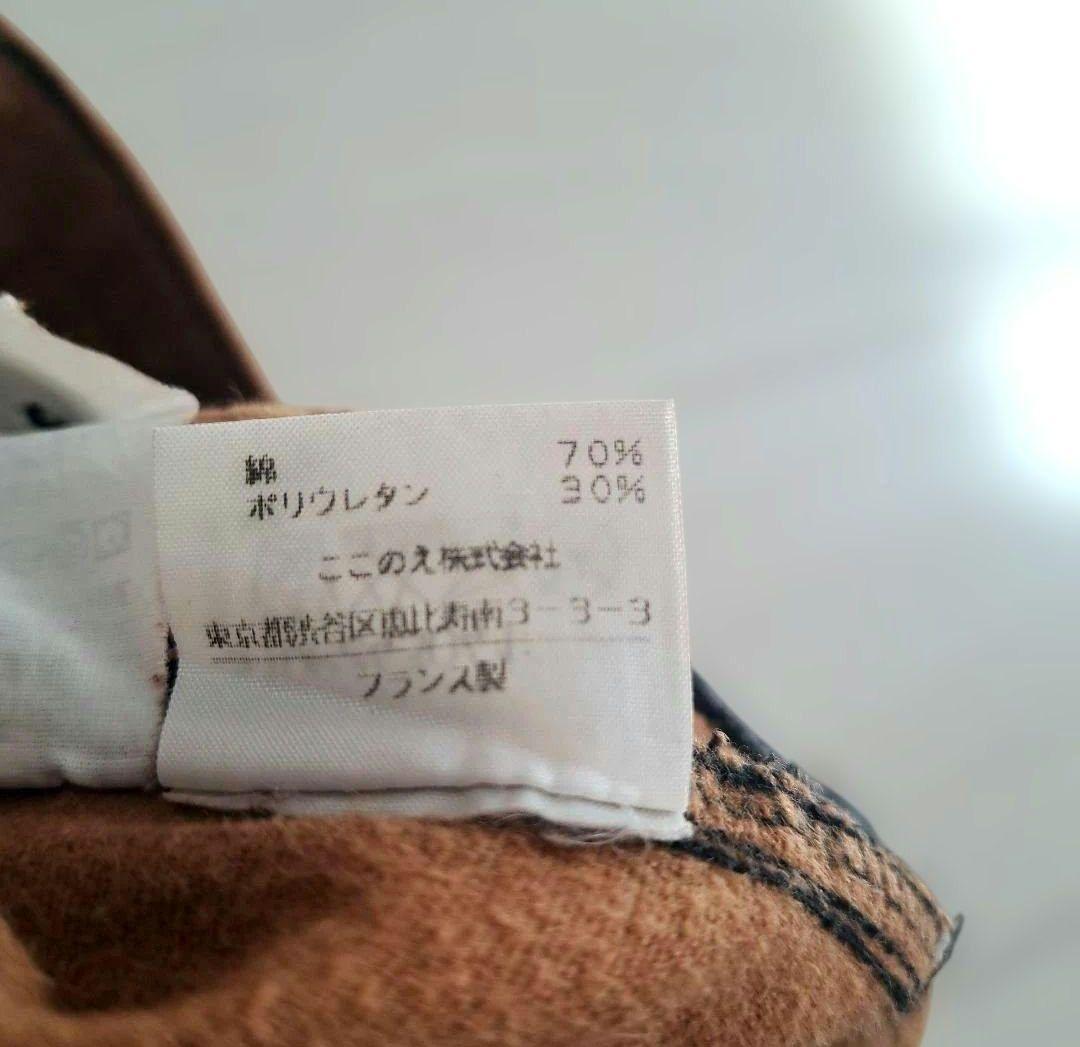 綿 70%
ポリウレタン 30%
ここのえ株式会社
東京都渋谷区恵比寿南3-3-3
フランス製